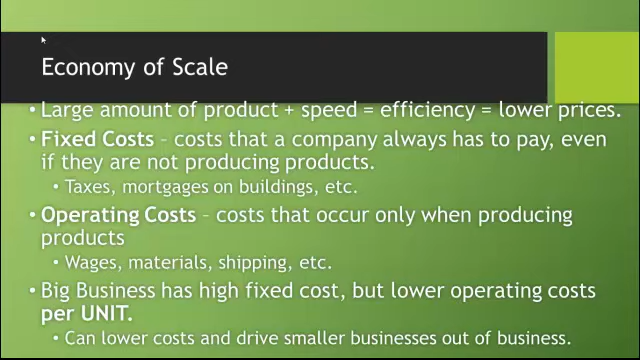 Economy of Scale
• Large amount of product + speed = efficiency = lower prices.
• Fixed Costs – costs that a company always has to pay, even
if they are not producing products.
• Taxes, mortgages on buildings, etc.
• Operating Costs – costs that occur only when producing
products
• Wages, materials, shipping, etc.
• Big Business has high fixed cost, but lower operating costs
per UNIT.
• Can lower costs and drive smaller businesses out of business.